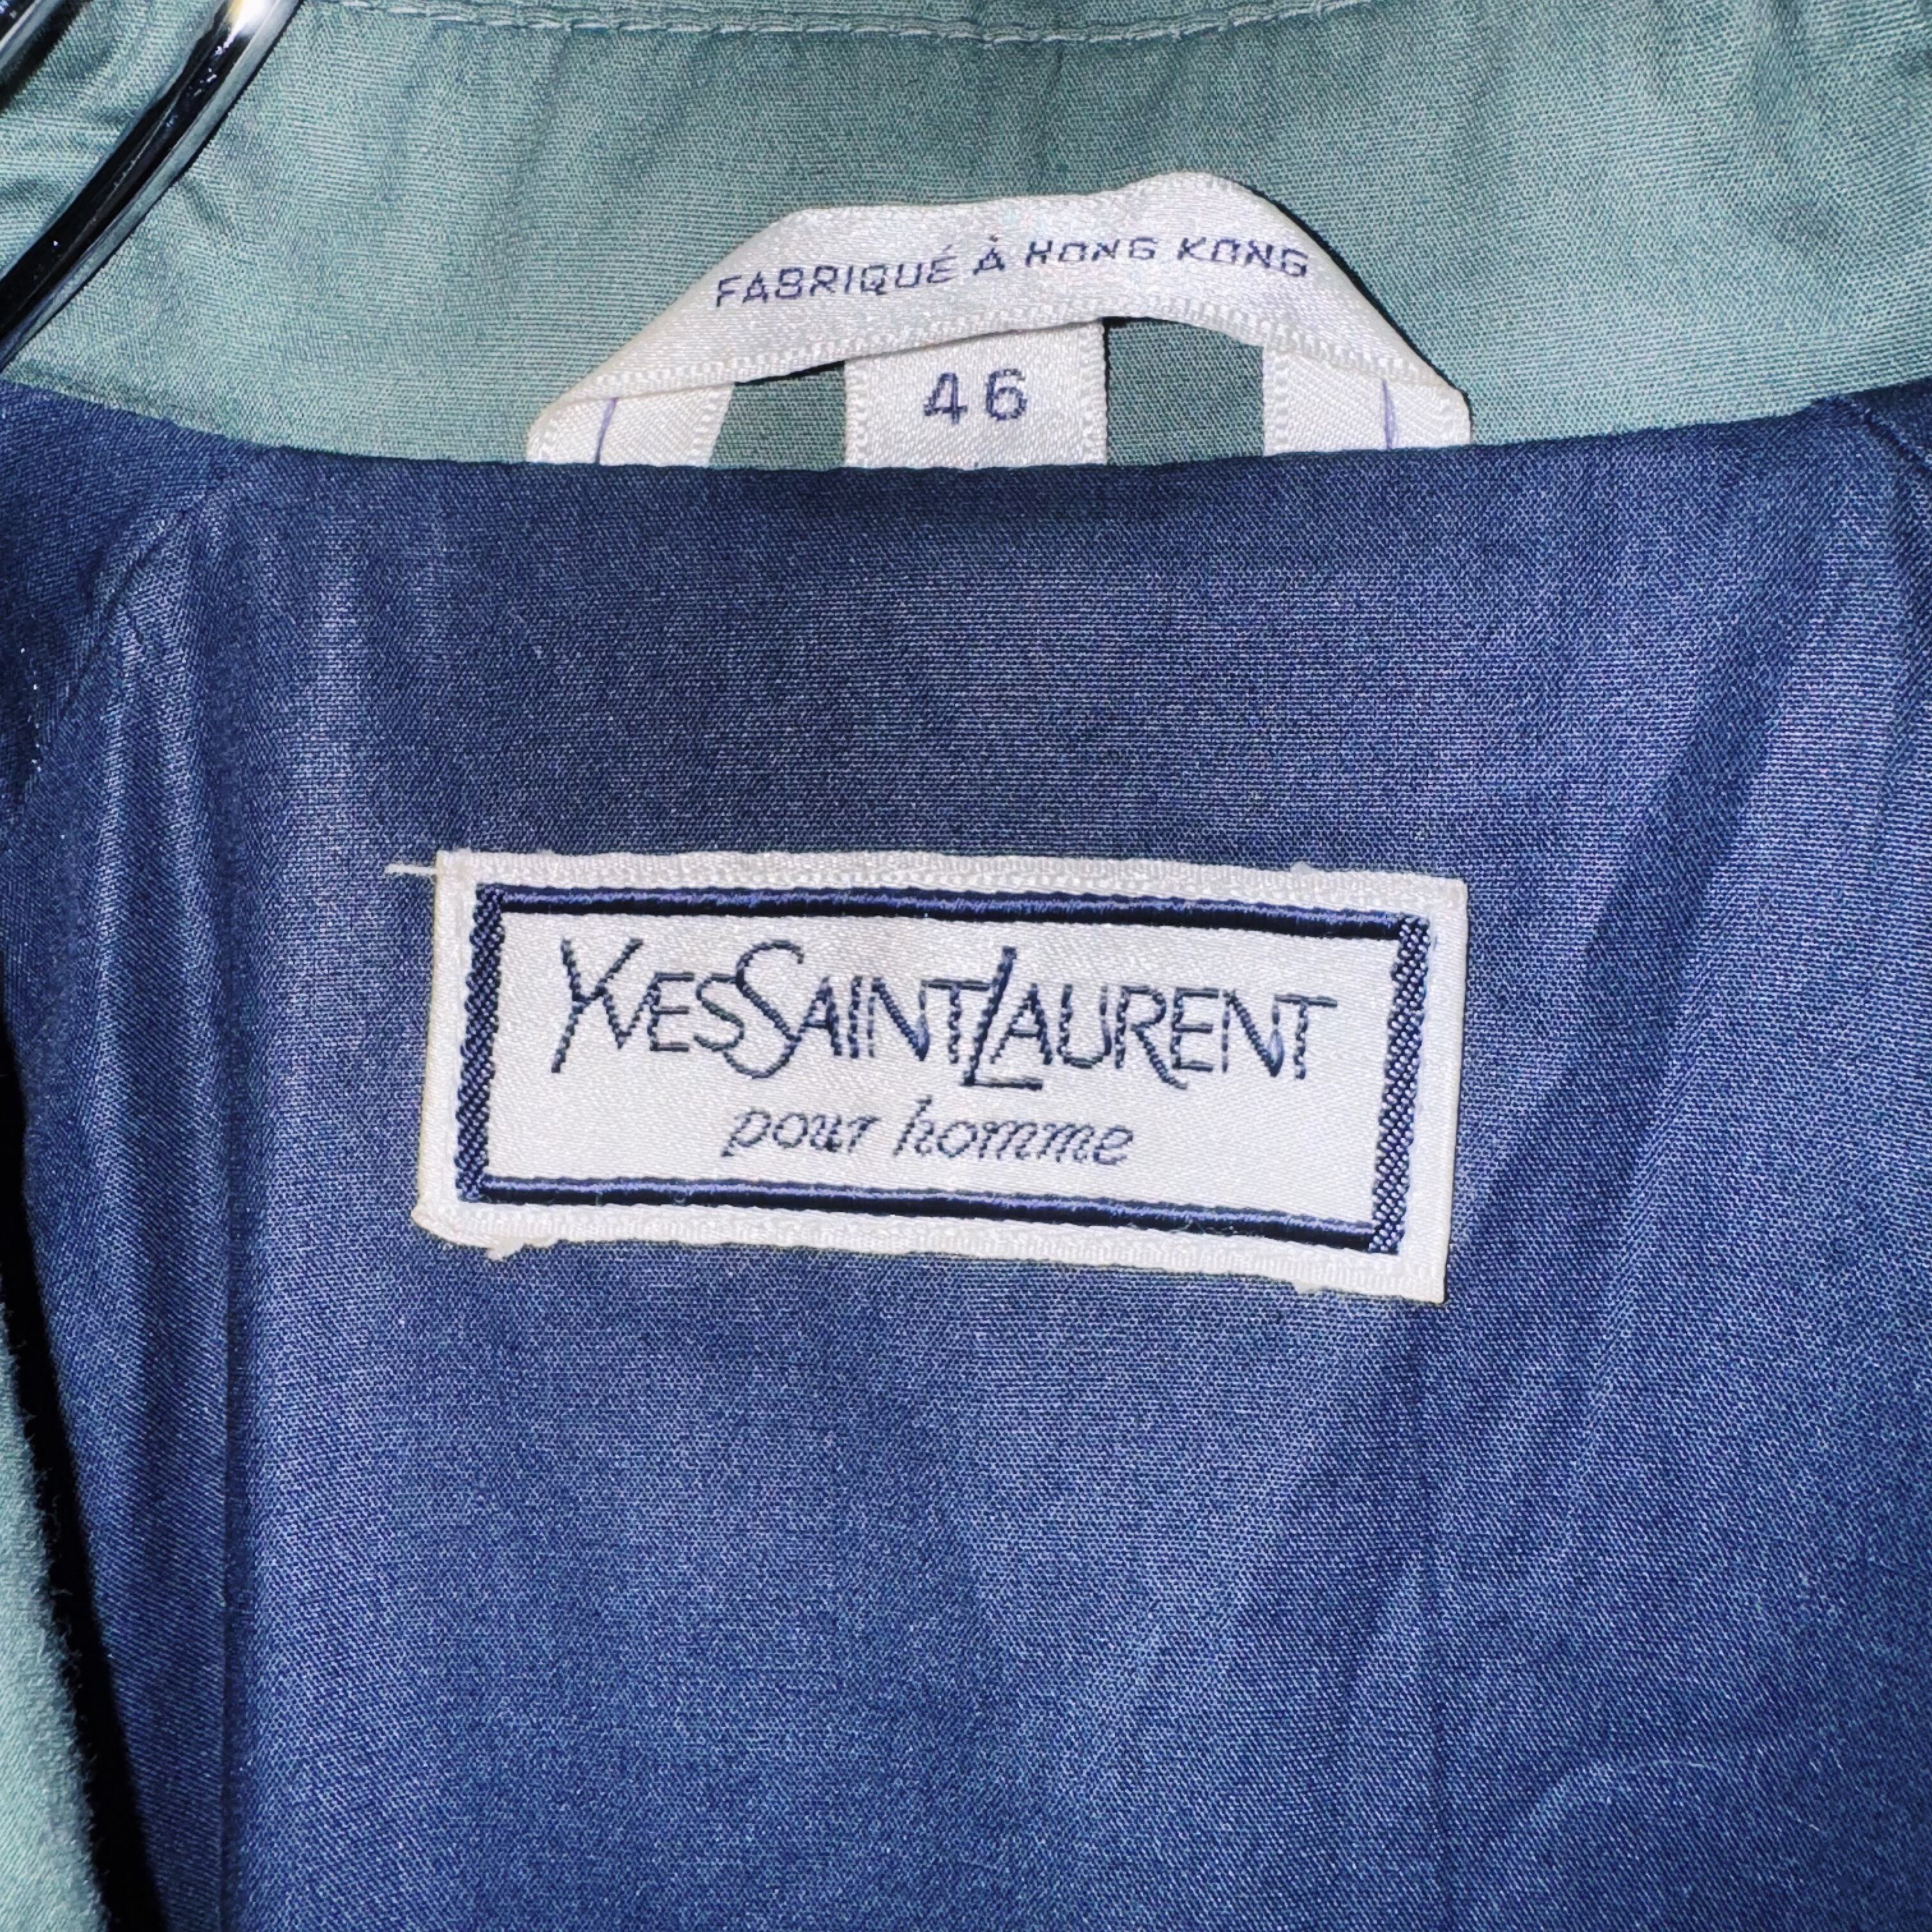 FABRIQUÉ À HONG KONG
46
YVESSAINTLAURENT
pour homme